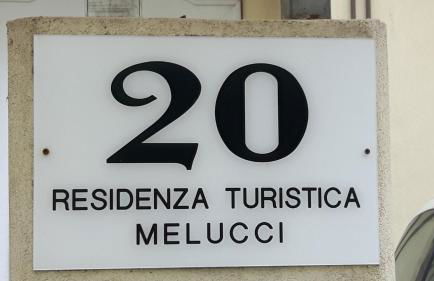 20
RESIDENZA TURISTICA
MELUCCI